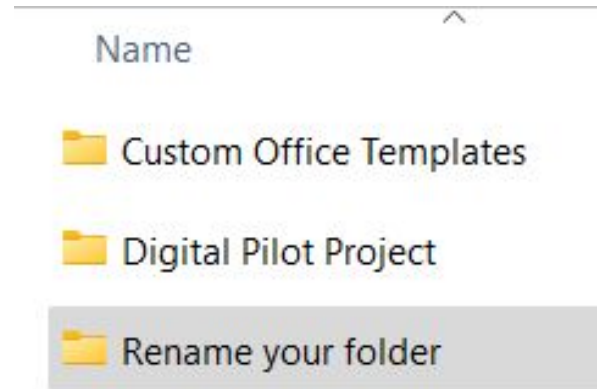 Name
Custom Office Templates
Digital Pilot Project
Rename your folder